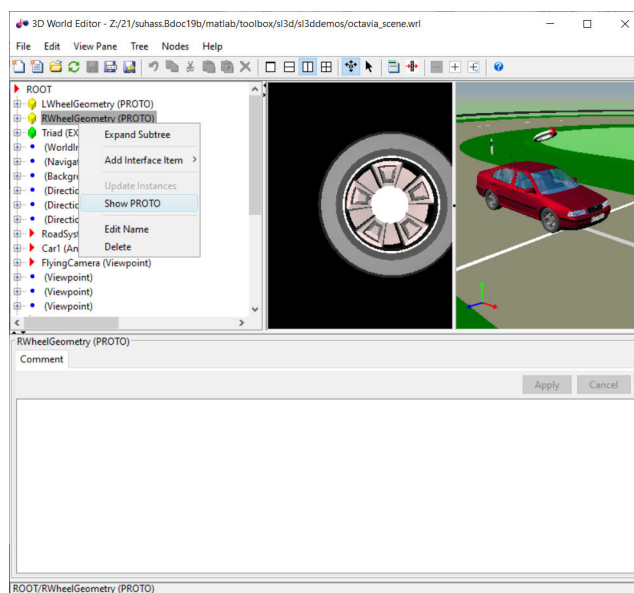 3D World Editor - Z:/21/suhass.Bdoc19b/matlab/toolbox/sl3d/sl3ddemos/octavia_scene.wrl
File Edit View Pane Tree Nodes Help
ROOT
LWheelGeometry (PROTO)
RWheelGeometry (PROTO)
Triad (EX
(WorldIn
(Navigat
(Backgro
(Directic
(Directic
(Directic
RoadSyst
Car1 (An
FlyingCamera (Viewpoint)
(Viewpoint)
(Viewpoint)
(Viewpoint)
Expand Subtree
Add Interface Item
Update Instances
Show PROTO
Edit Name
Delete
RWheelGeometry (PROTO)
Comment
Apply Cancel
ROOT/RWheelGeometry (PROTO)